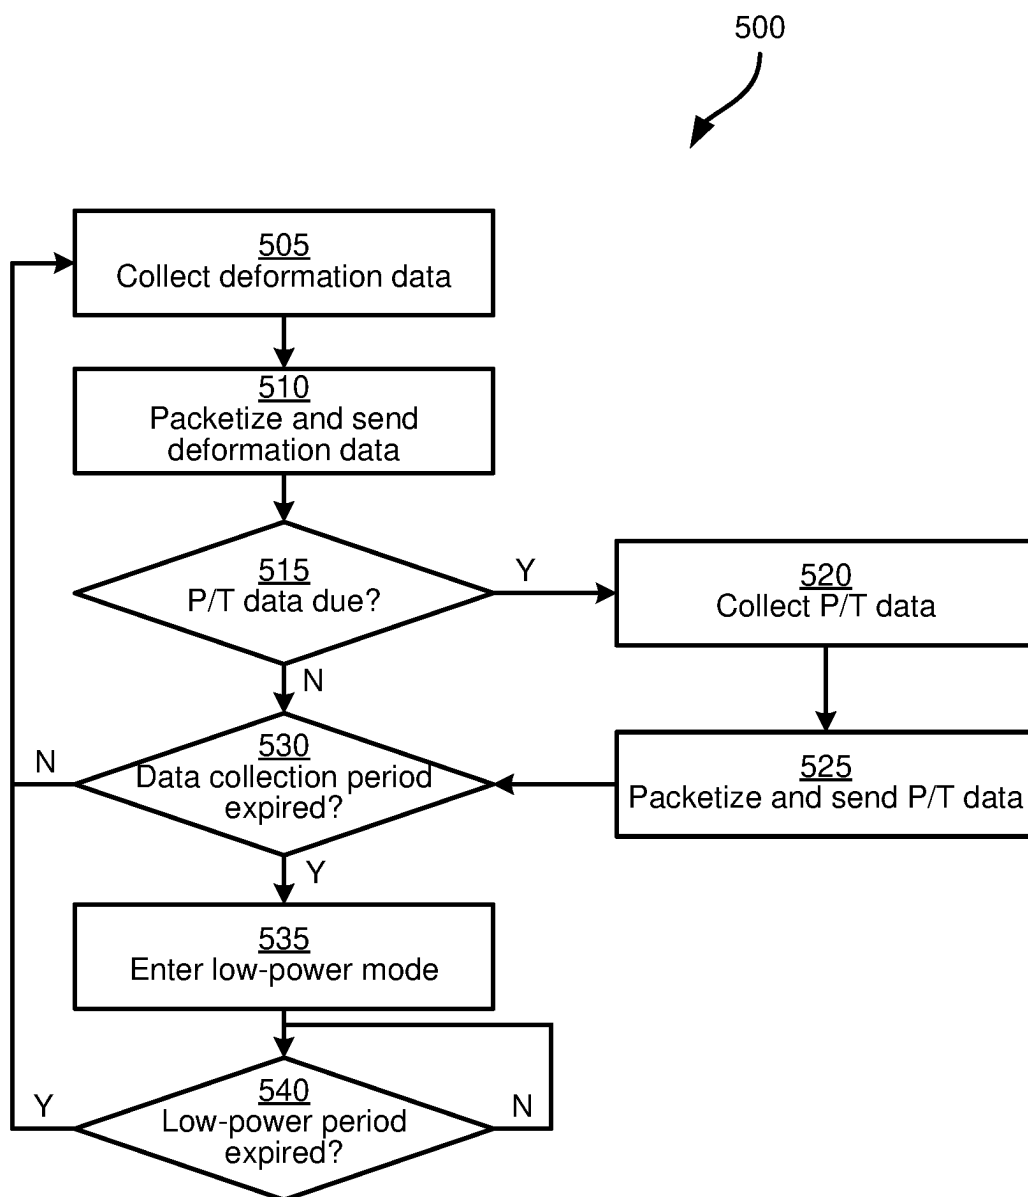 500
505
Collect deformation data
510
Packetize and send
deformation data
515
P/T data due?
Y
N
520
Collect P/T data
525
Packetize and send P/T data
530
Data collection period
expired?
N
Y
535
Enter low-power mode
540
Low-power period
expired?
Y
N